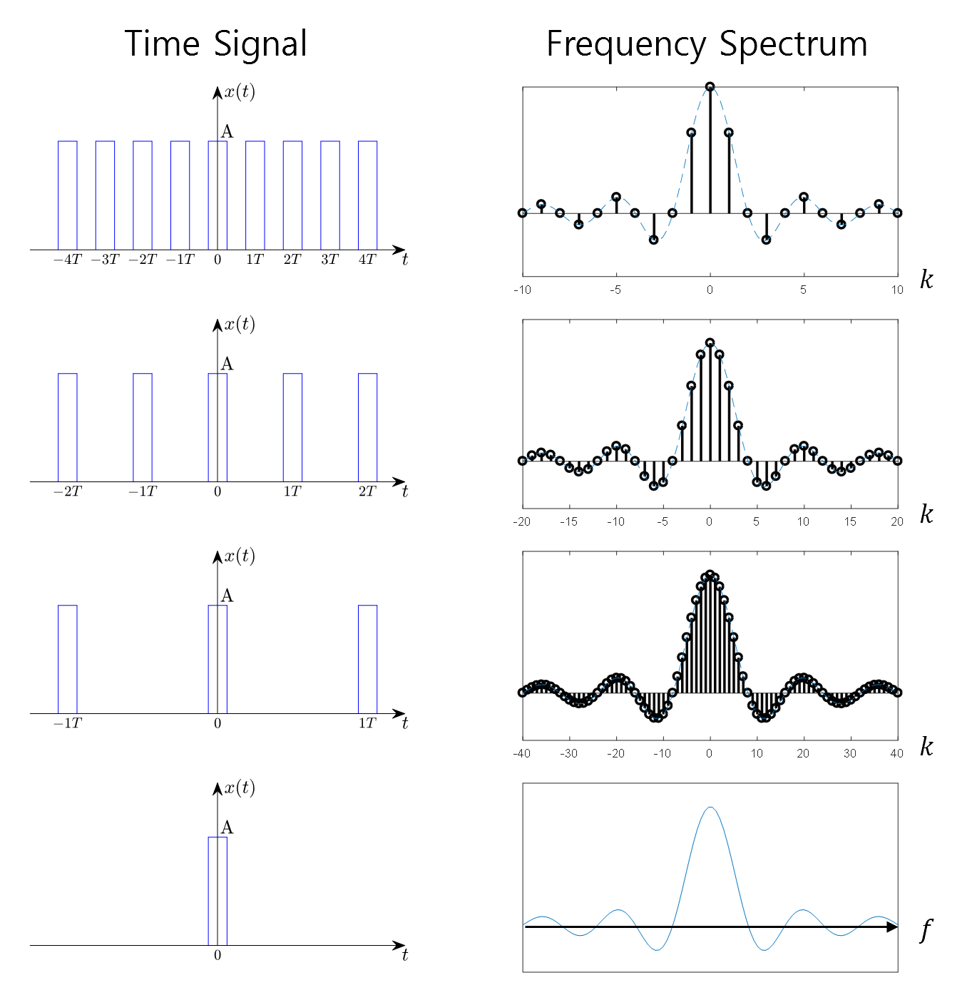 Time Signal
Frequency Spectrum
x(t)
A
−4T −3T −2T −1T 0 1T 2T 3T 4T t
-10 -5 0 5 10 k
x(t)
A
−2T −1T 0 1T 2T t
-20 -15 -10 -5 0 5 10 15 20 k
x(t)
A
−1T 0 1T t
-40 -30 -20 -10 0 10 20 30 40 k
x(t)
A
0 t
f